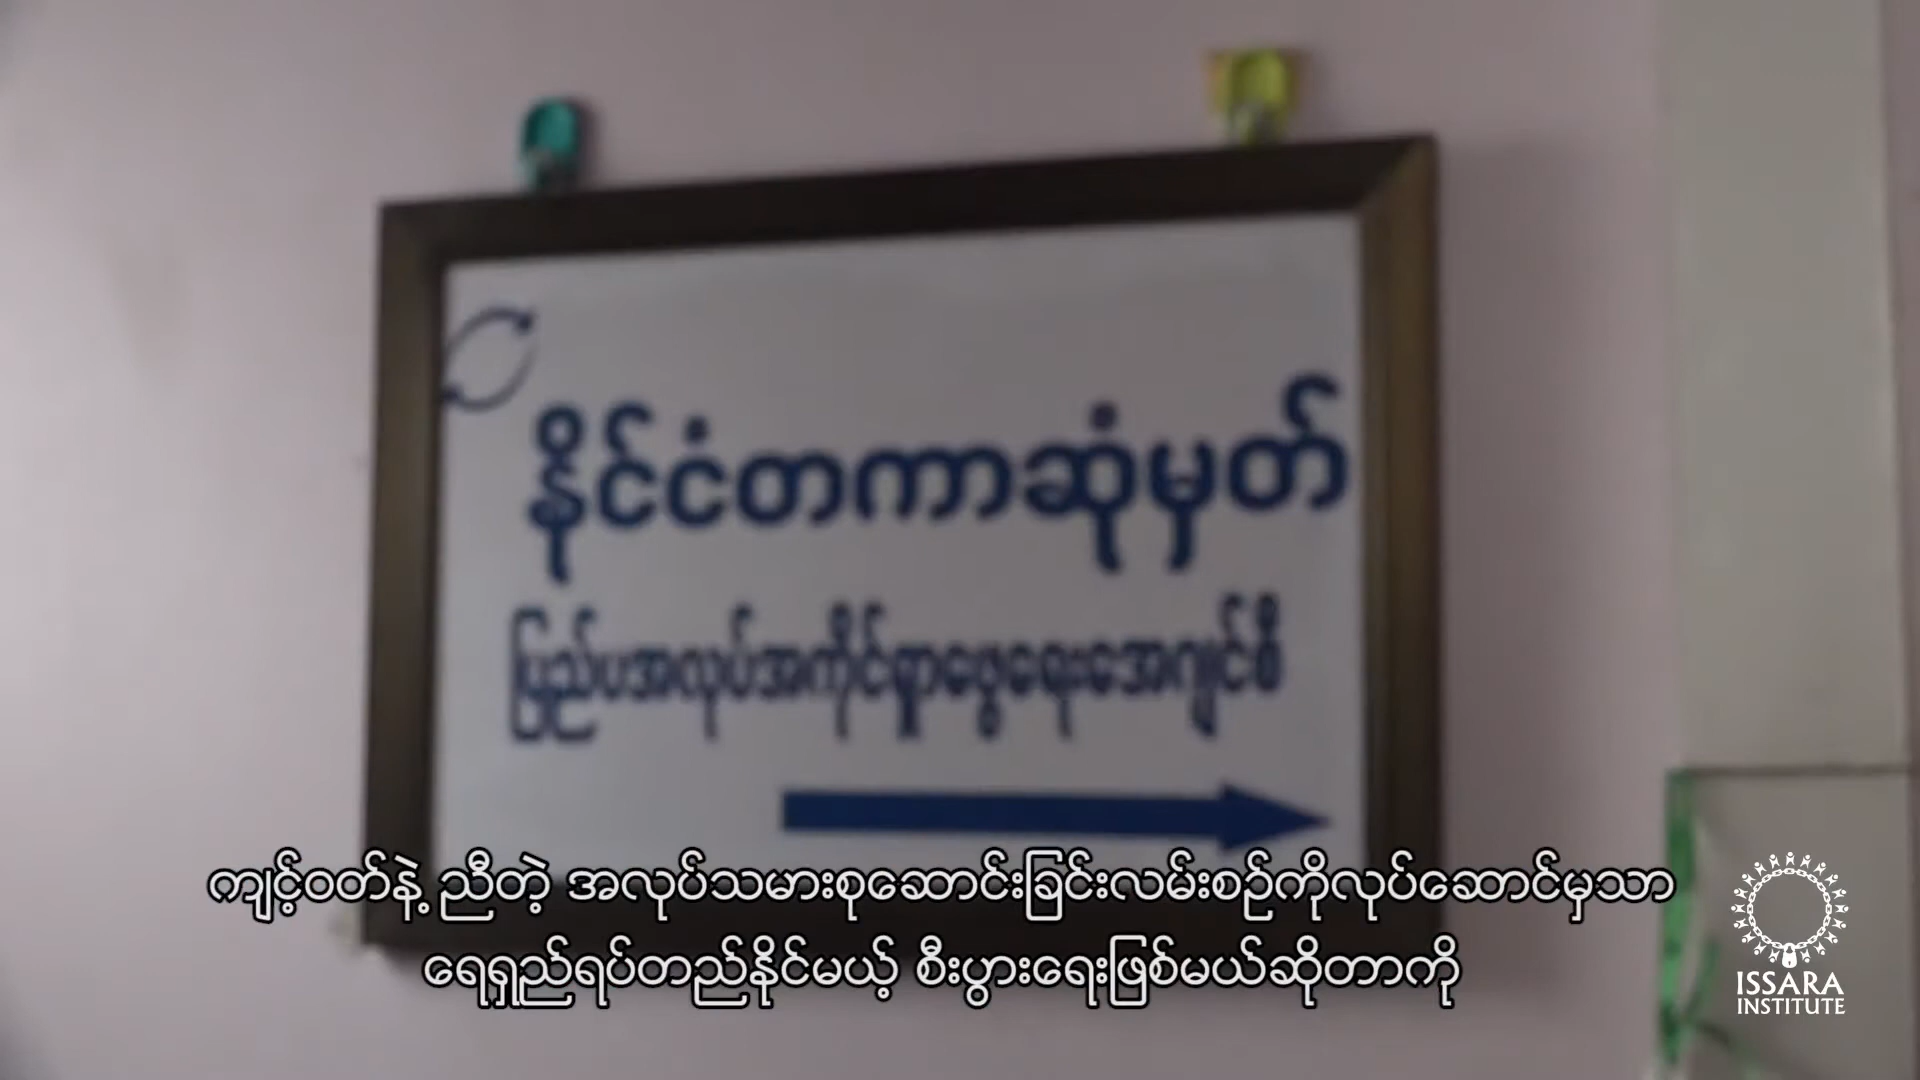 နိုင်ငံတကာဆုံမှတ်
ပြည်ပအလုပ်အကိုင်ရှာဖွေရေးအေဂျင်စီ
ကျင့်ဝတ်နဲ့ ညီတဲ့ အလုပ်သမားစုဆောင်းခြင်းလမ်းစဉ်ကိုလုပ်ဆောင်မှသာ
ရေရှည်ရပ်တည်နိုင်မယ့် စီးပွားရေးဖြစ်မယ်ဆိုတာကို
ISSARA
INSTITUTE